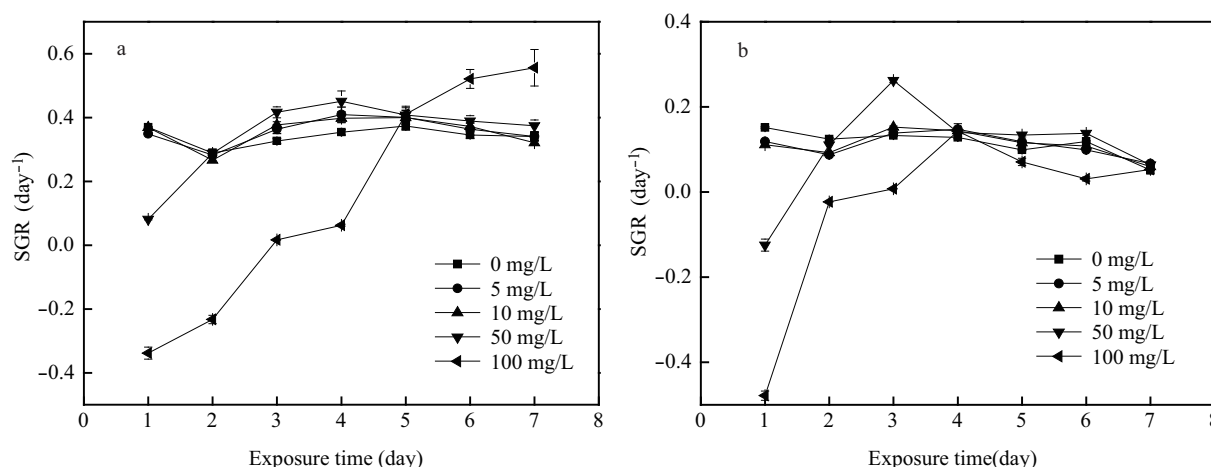 a
SGR (day⁻¹)
0.6
0.4
0.2
0.0
−0.2
−0.4
0 mg/L
5 mg/L
10 mg/L
50 mg/L
100 mg/L
0 1 2 3 4 5 6 7 8
Exposure time (day)
b
SGR (day⁻¹)
0.4
0.2
0.0
−0.2
−0.4
0 mg/L
5 mg/L
10 mg/L
50 mg/L
100 mg/L
0 1 2 3 4 5 6 7 8
Exposure time(day)